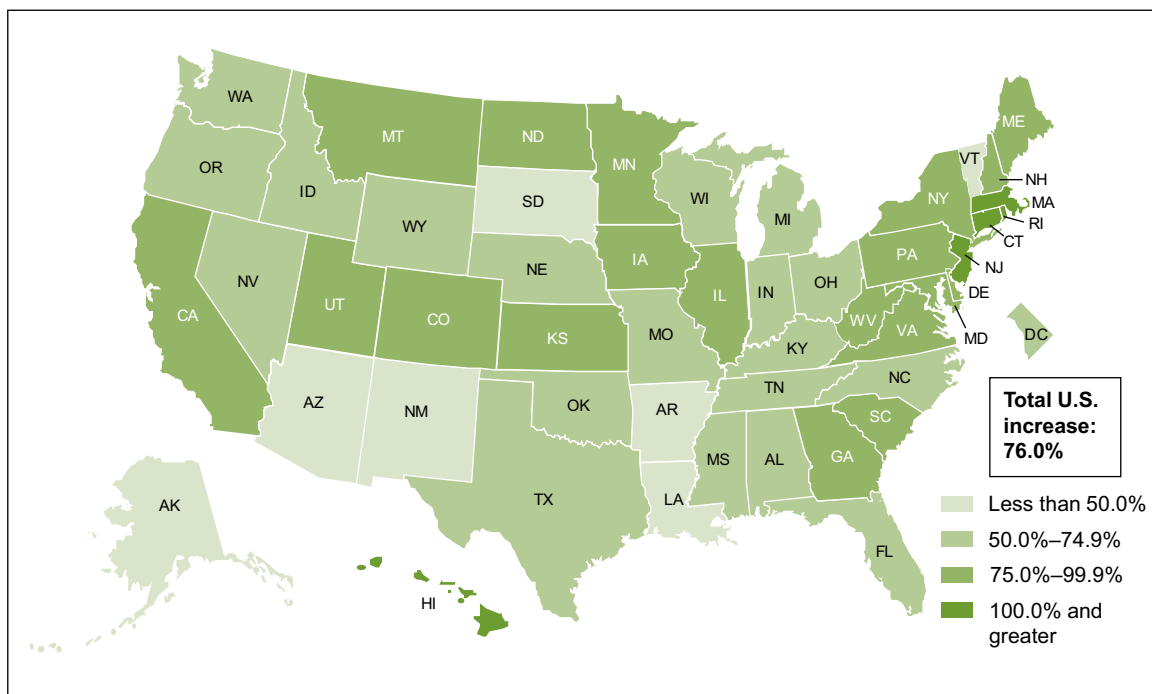 WA
MT
ND
MN
ME
VT
OR
ID
SD
WI
MI
NY
NH
MA
RI
CT
WY
NE
IA
PA
NJ
NV
UT
CO
IL
IN
OH
DE
CA
KS
MO
WV
VA
MD
DC
KY
AZ
NM
OK
AR
TN
NC
SC
MS
AL
GA
TX
LA
AK
FL
HI
Total U.S.
increase:
76.0%
Less than 50.0%
50.0%–74.9%
75.0%–99.9%
100.0% and
greater